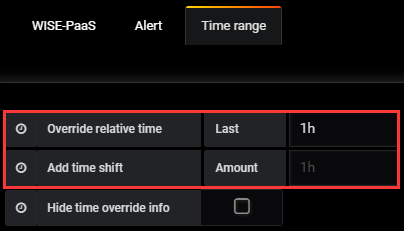 WISE-PaaS Alert Time range
Override relative time Last 1h
Add time shift Amount 1h
Hide time override info